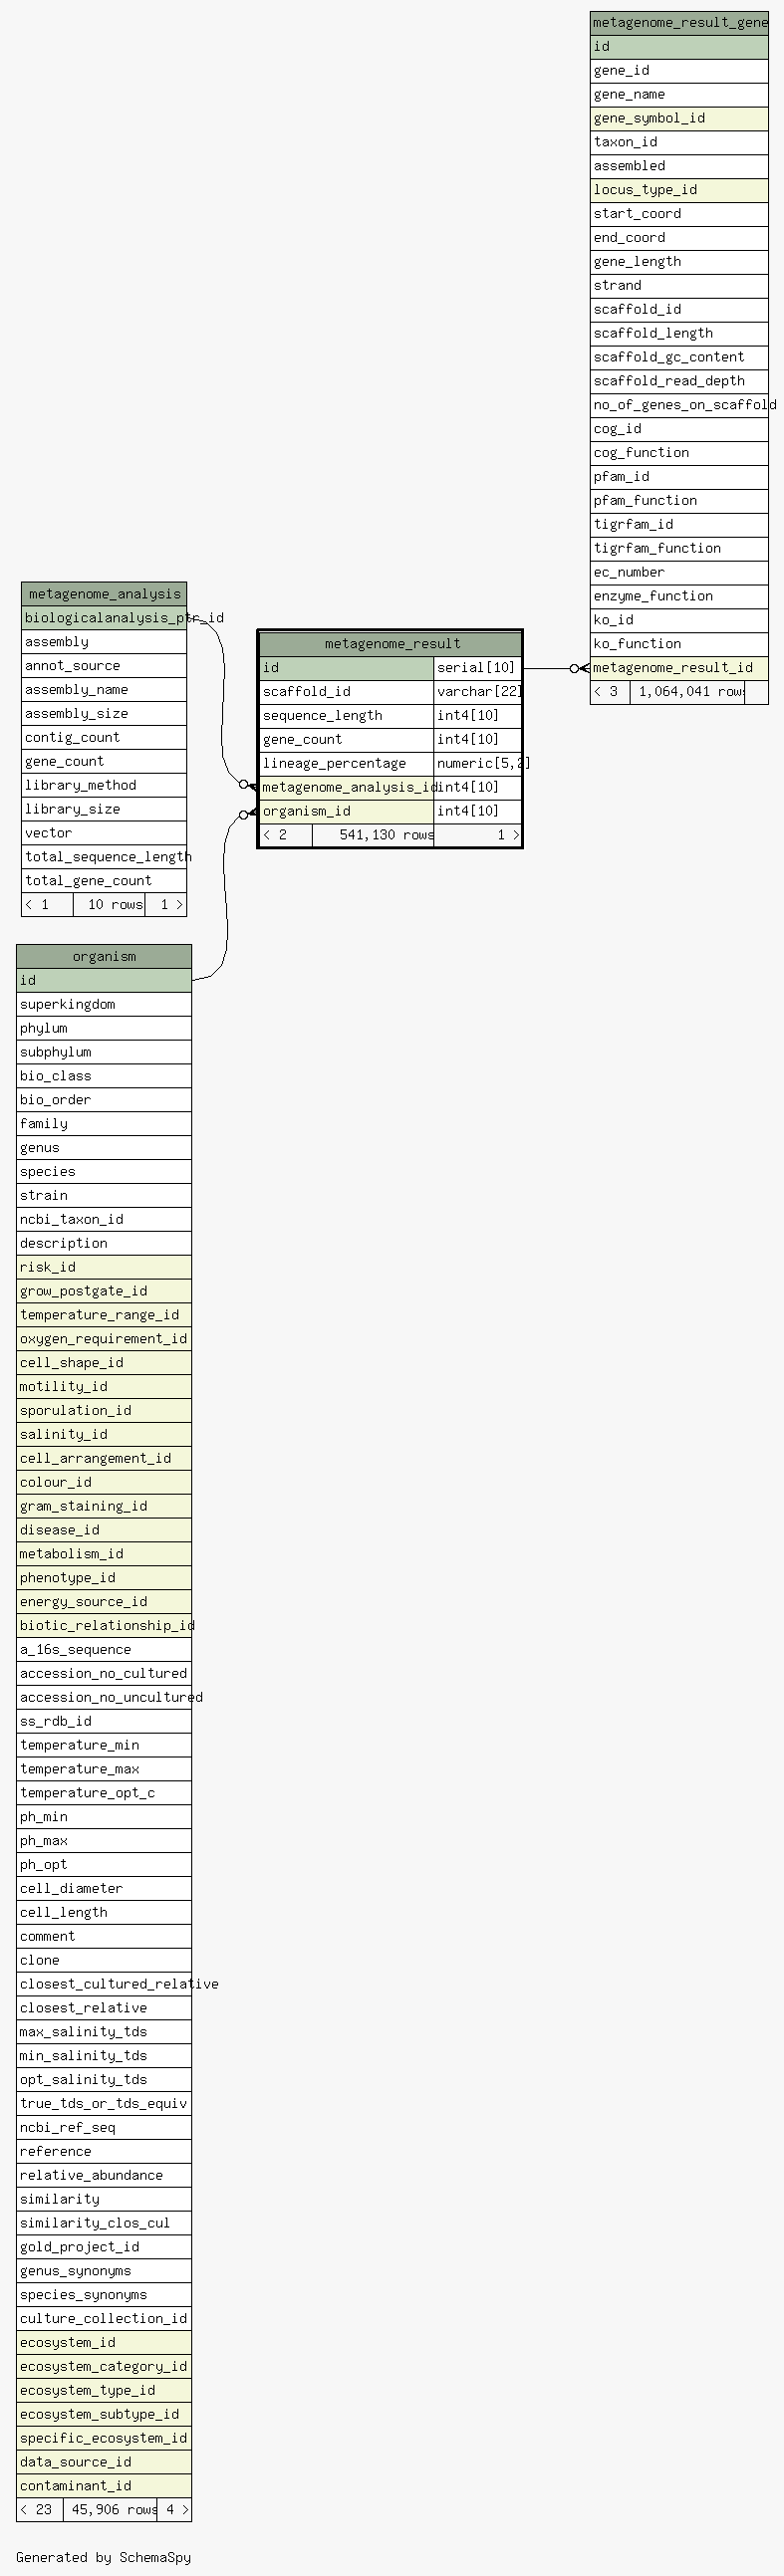 metagenome_result_gene
id
gene_id
gene_name
gene_symbol_id
taxon_id
assembled
locus_type_id
start_coord
end_coord
gene_length
strand
scaffold_id
scaffold_length
scaffold_gc_content
scaffold_read_depth
no_of_genes_on_scaffold
cog_id
cog_function
pfam_id
pfam_function
tigrfam_id
tigrfam_function
ec_number
enzyme_function
ko_id
ko_function
metagenome_result_id
< 3 1,064,041 rows
metagenome_analysis
biologicalanalysis_ptr_id
assembly
annot_source
assembly_name
assembly_size
contig_count
gene_count
library_method
library_size
vector
total_sequence_length
total_gene_count
< 1 10 rows 1 >
metagenome_result
id serial[10]
scaffold_id varchar[22]
sequence_length int4[10]
gene_count int4[10]
lineage_percentage numeric[5,2]
metagenome_analysis_id int4[10]
organism_id int4[10]
< 2 541,130 rows 1 >
organism
id
superkingdom
phylum
subphylum
bio_class
bio_order
family
genus
species
strain
ncbi_taxon_id
description
risk_id
grow_postgate_id
temperature_range_id
oxygen_requirement_id
cell_shape_id
motility_id
sporulation_id
salinity_id
cell_arrangement_id
colour_id
gram_staining_id
disease_id
metabolism_id
phenotype_id
energy_source_id
biotic_relationship_id
a_16s_sequence
accession_no_cultured
accession_no_uncultured
ss_rdb_id
temperature_min
temperature_max
temperature_opt_c
ph_min
ph_max
ph_opt
cell_diameter
cell_length
comment
clone
closest_cultured_relative
closest_relative
max_salinity_tds
min_salinity_tds
opt_salinity_tds
true_tds_or_tds_equiv
ncbi_ref_seq
reference
relative_abundance
similarity
similarity_clos_cul
gold_project_id
genus_synonyms
species_synonyms
culture_collection_id
ecosystem_id
ecosystem_category_id
ecosystem_type_id
ecosystem_subtype_id
specific_ecosystem_id
data_source_id
contaminant_id
< 23 45,906 rows 4 >
Generated by SchemaSpy